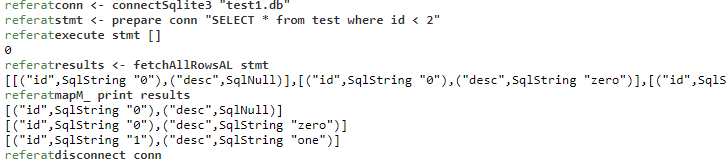 referatconn <- connectSqlite3 "test1.db"
referatstmt <- prepare conn "SELECT * from test where id < 2"
referatexecute stmt []
0
referatresults <- fetchAllRowsAL stmt
[[("id",SqlString "0"),("desc",SqlNull)],[("id",SqlString "0"),("desc",SqlString "zero")],[("id",SqlS
referatmapM_ print results
[("id",SqlString "0"),("desc",SqlNull)]
[("id",SqlString "0"),("desc",SqlString "zero")]
[("id",SqlString "1"),("desc",SqlString "one")]
referatdisconnect conn